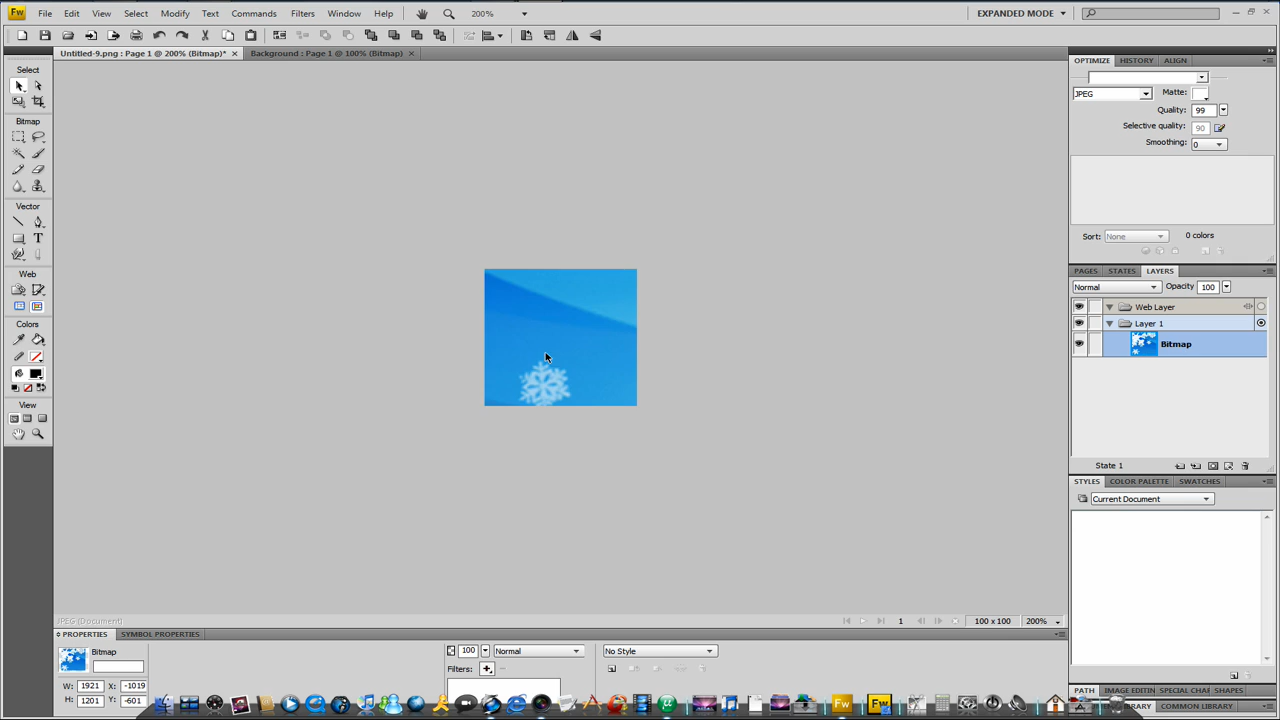 Fw File Edit View Select Modify Text Commands Filters Window Help 200% EXPANDED MODE
Untitled-9.png : Page 1 @ 200% (Bitmap)* Background : Page 1 @ 100% (Bitmap)
Select
Bitmap
Vector
T
Web
Colors
View
OPTIMIZE HISTORY ALIGN
JPEG Matte:
Quality: 99
Selective quality: 90
Smoothing: 0
Sort: None 0 colors
PAGES STATES LAYERS
Normal Opacity 100
Web Layer
Layer 1
Bitmap
State 1
STYLES COLOR PALETTE SWATCHES
Current Document
JPEG (Document) 1 100 x 100 200%
PROPERTIES SYMBOL PROPERTIES
Bitmap 100 Normal No Style
Filters:
W: 1921 X: -1019
H: 1201 Y: -601
PATH IMAGE EDITIN SPECIAL CHAR SHAPES
LIBRARY COMMON LIBRARY
Fw Fw